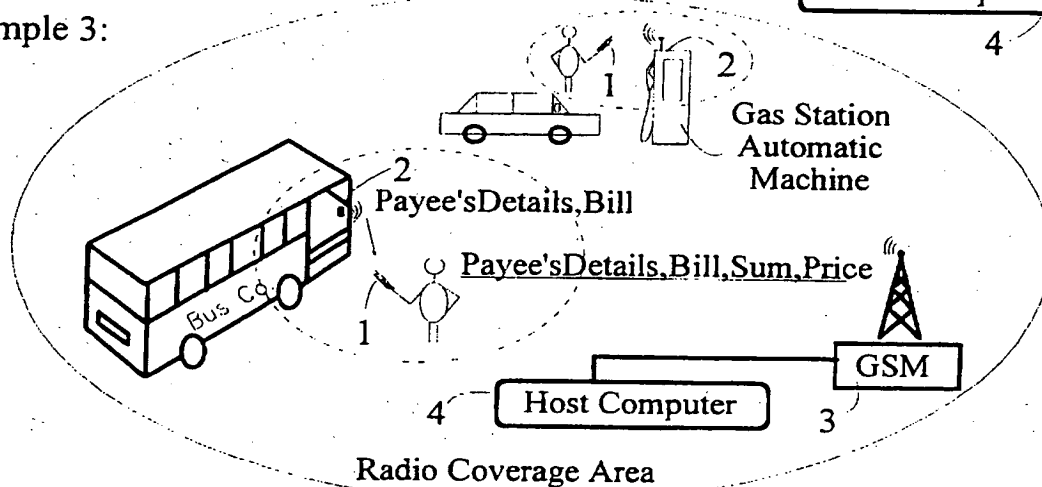 mple 3:
4
1
2
Gas Station
Automatic
Machine
2
Payee'sDetails,Bill
Payee'sDetails,Bill,Sum,Price
Bus Co.
1
GSM
4
Host Computer
3
Radio Coverage Area